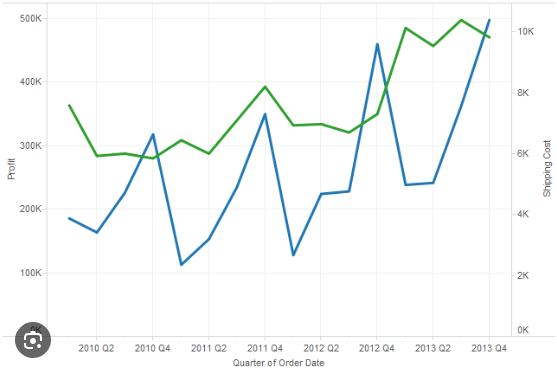 500K
400K
300K
200K
100K
0K
Profit
10K
8K
6K
4K
2K
0K
Shipping Cost
2010 Q2 2010 Q4 2011 Q2 2011 Q4 2012 Q2 2012 Q4 2013 Q2 2013 Q4
Quarter of Order Date